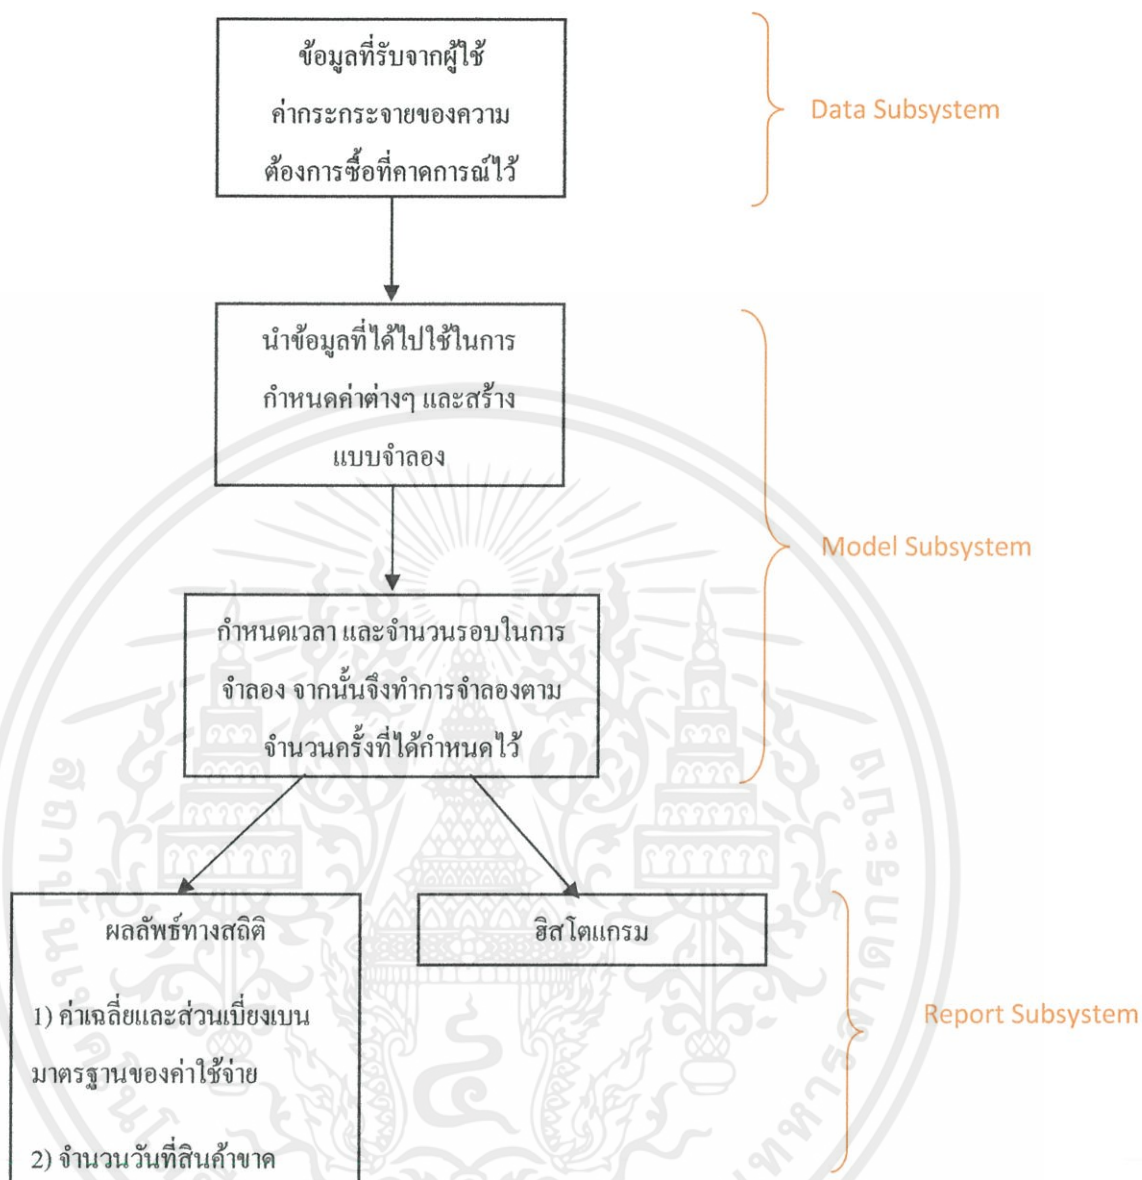 ข้อมูลที่รับจากผู้ใช้
ค่ากระกระจายของความ
ต้องการซื้อที่คาดการณ์ไว้
Data Subsystem
นำข้อมูลที่ได้ไปใช้ในการ
กำหนดค่าต่างๆ และสร้าง
แบบจำลอง
Model Subsystem
กำหนดเวลา และจำนวนรอบในการ
จำลอง จากนั้นจึงทำการจำลองตาม
จำนวนครั้งที่ได้กำหนดไว้
ผลลัพธ์ทางสถิติ
1) ค่าเฉลี่ยและส่วนเบี่ยงเบน
มาตรฐานของค่าใช้จ่าย
2) จำนวนวันที่สินค้าขาด
ฮิสโตแกรม
Report Subsystem